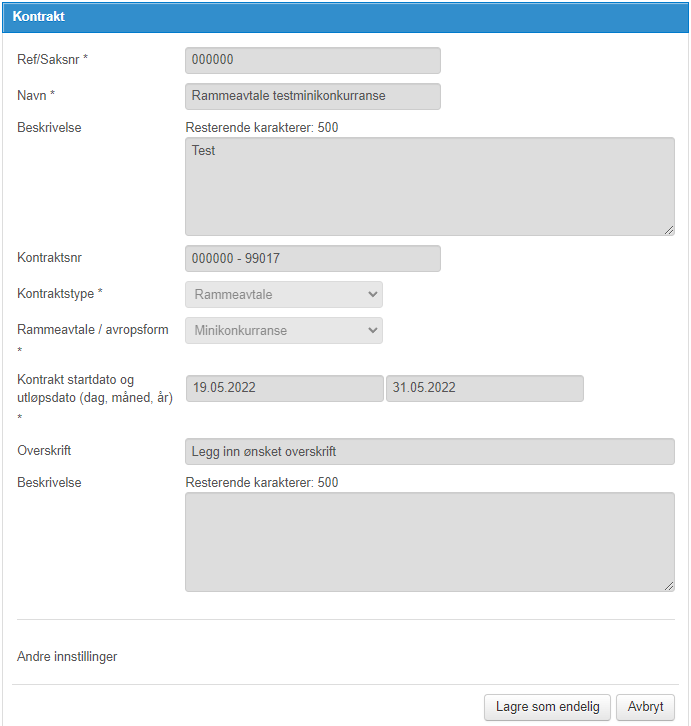 Kontrakt
Ref/Saksnr *
000000
Navn *
Rammeavtale testminikonkurranse
Beskrivelse
Resterende karakterer: 500
Test
Kontraktsnr
000000 - 99017
Kontraktstype *
Rammeavtale
Rammeavtale / avropsform
*
Minikonkurranse
Kontrakt startdato og
utløpsdato (dag, måned, år)
*
19.05.2022
31.05.2022
Overskrift
Legg inn ønsket overskrift
Beskrivelse
Resterende karakterer: 500
Andre innstillinger
Lagre som endelig
Avbryt